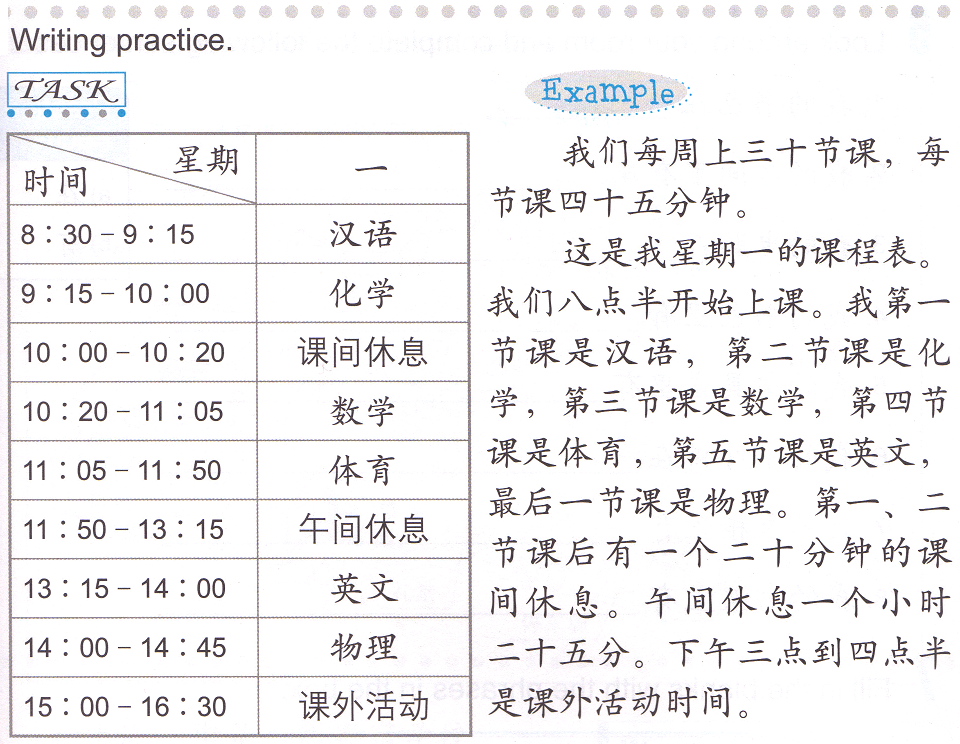 Writing practice.
TASK
Example
星期
时间
一
8：30－9：15 汉语
9：15－10：00 化学
10：00－10：20 课间休息
10：20－11：05 数学
11：05－11：50 体育
11：50－13：15 午间休息
13：15－14：00 英文
14：00－14：45 物理
15：00－16：30 课外活动
我们每周上三十节课，每
节课四十五分钟。
这是我星期一的课程表。
我们八点半开始上课。我第一
节课是汉语，第二节课是化
学，第三节课是数学，第四节
课是体育，第五节课是英文，
最后一节课是物理。第一、二
节课后有一个二十分钟的课
间休息。午间休息一个小时
二十五分。下午三点到四点半
是课外活动时间。